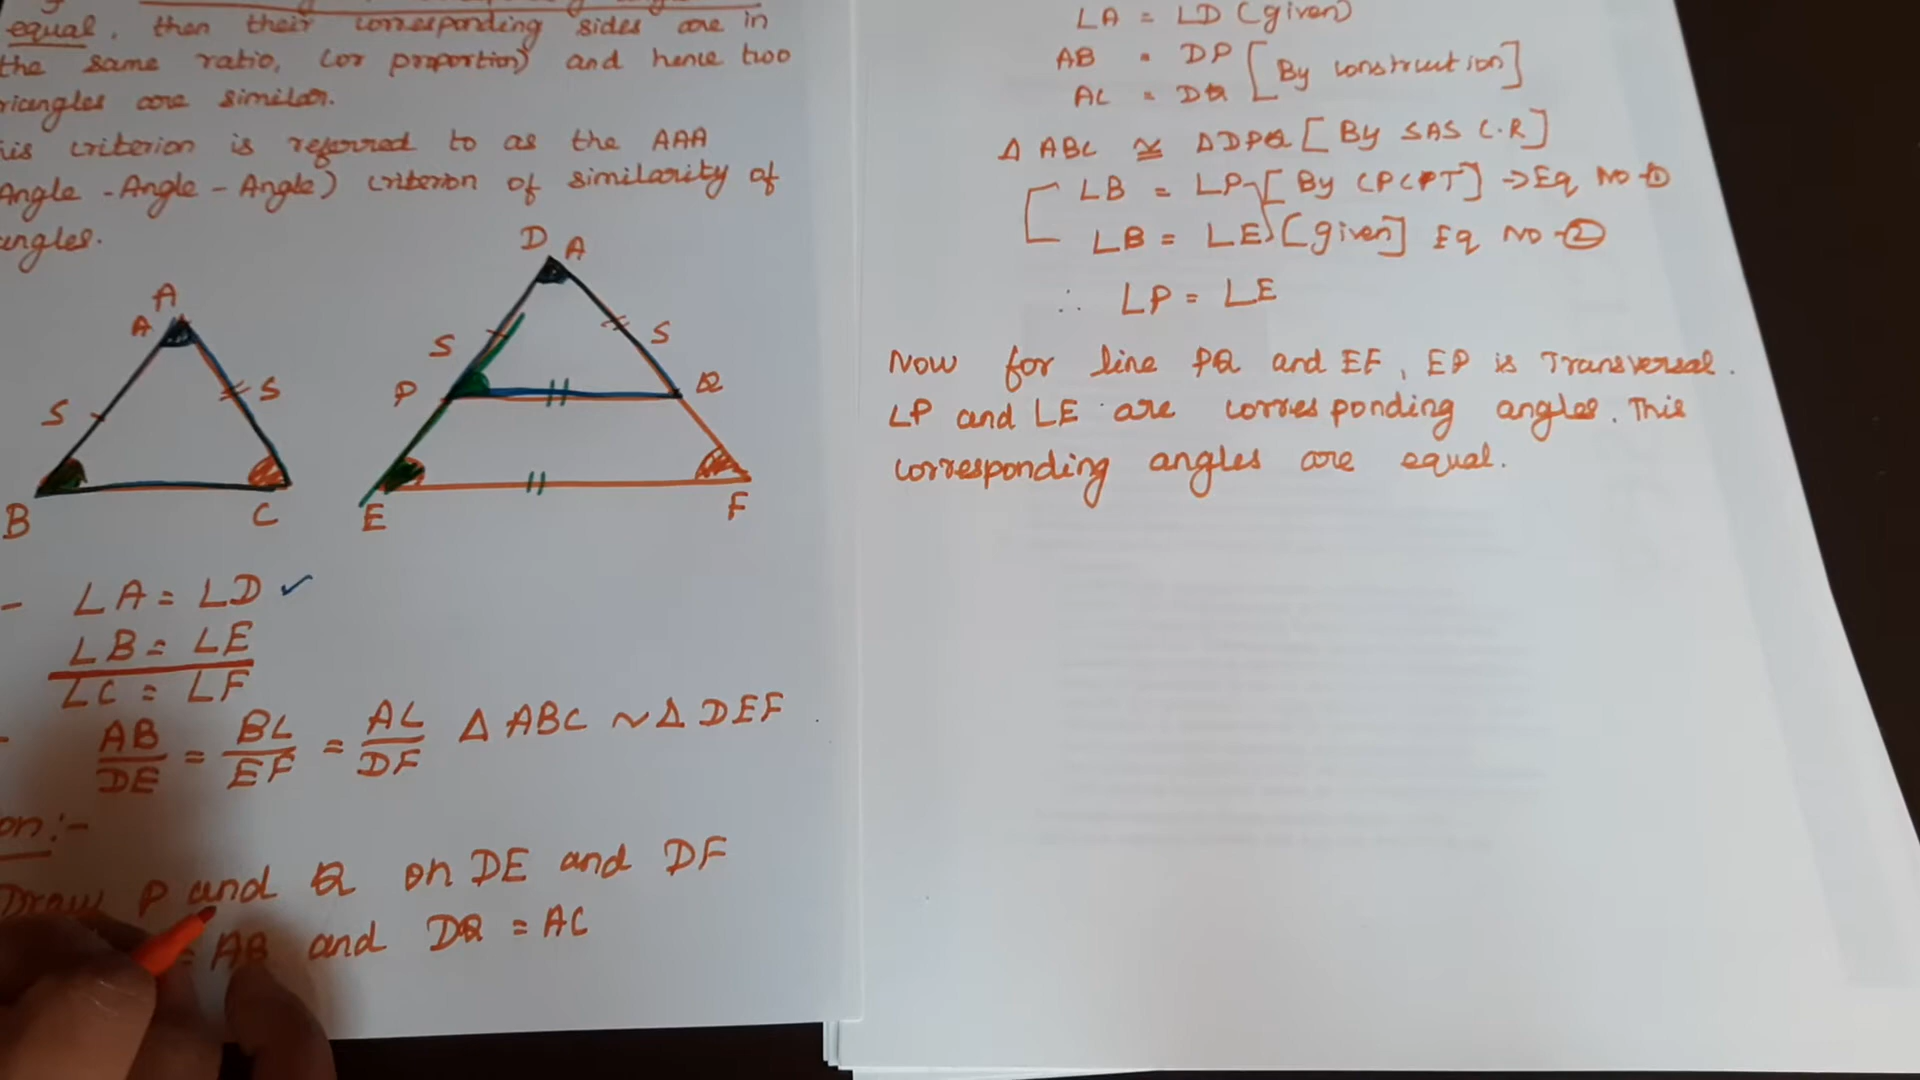 equal, then their corresponding sides are in
the same ratio, (or proportion) and hence two
riangles are similar.
is criterion is referred to as the AAA
Angle - Angle - Angle) criterion of similarity of
angles.
A
A
S
S
B
C
D A
S
S
P
Q
E
F
- ∠A = ∠D ✓
∠B = ∠E
∠C = ∠F
- AB/DE = BC/EF = AC/DF Δ ABC ~ Δ DEF
on:-
Draw P and Q on DE and DF
= AB and DQ = AC
∠A = ∠D (given)
AB = DP [By construction]
AC = DQ
Δ ABC ≅ ΔDPQ [By SAS C.R]
∠B = ∠P [By CPCPT] → Eq No - ①
∠B = ∠E [given] Eq No - ②
∴ ∠P = ∠E
Now for line PQ and EF, EP is Transversal.
∠P and ∠E are corresponding angles. This
corresponding angles are equal.